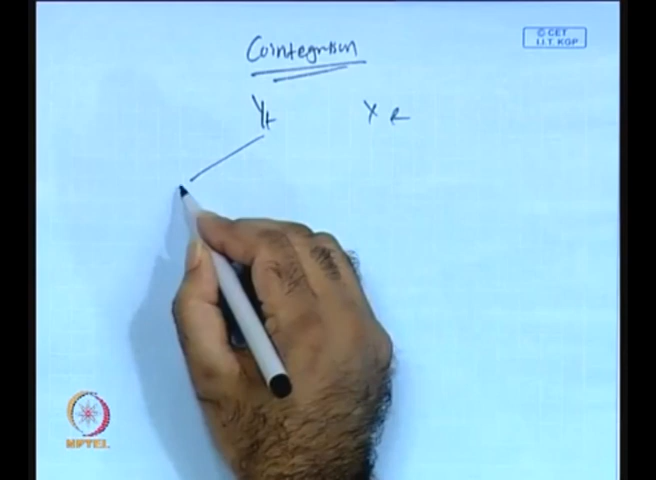 Cointegration
© CET
I.I.T. KGP
Yt Xt
NPTEL